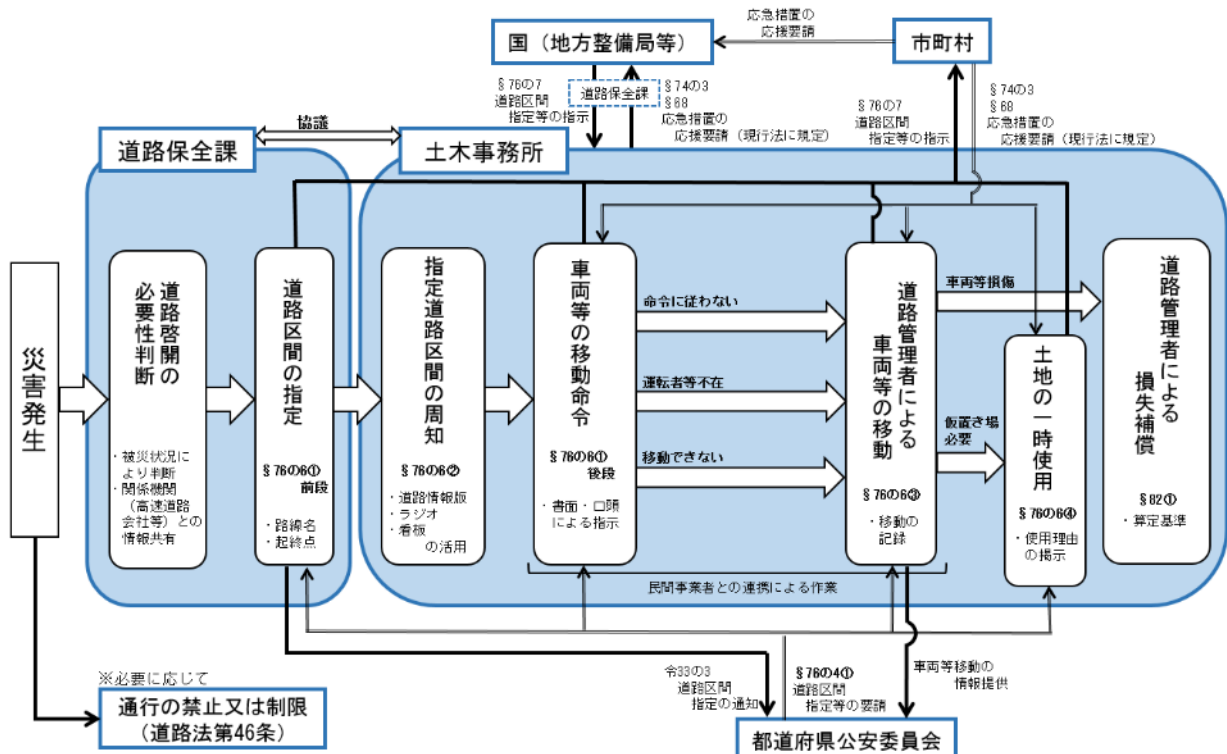 応急措置の
応援要請
国（地方整備局等）
市町村
§76の7
道路区間
指定等の指示
道路保全課
§74の3
§68
応急措置の
応援要請（現行法に規定）
§76の7
道路区間
指定等の指示
§74の3
§68
応急措置の
応援要請（現行法に規定）
協議
道路保全課
土木事務所
災害発生
道路啓開の
必要性判断
・被災状況に
より判断
・関係機関
（高速道路
会社等）との
情報共有
道路区間の指定
§76の6①
前段
・路線名
・起終点
指定道路区間の周知
§76の6②
・道路情報版
・ラジオ
・看板
の活用
車両等の移動命令
§76の6①
後段
・書面・口頭
による指示
命令に従わない
運転者等不在
移動できない
道路管理者による
車両等の移動
§76の6③
・移動の
記録
車両等損傷
仮置き場
必要
土地の一時使用
§76の6④
・使用理由
の掲示
道路管理者による
損失補償
§82①
・算定基準
民間事業者との連携による作業
※必要に応じて
通行の禁止又は制限
（道路法第46条）
令33の3
道路区間
指定の通知
§76の4①
道路区間
指定等の要請
車両等移動の
情報提供
都道府県公安委員会